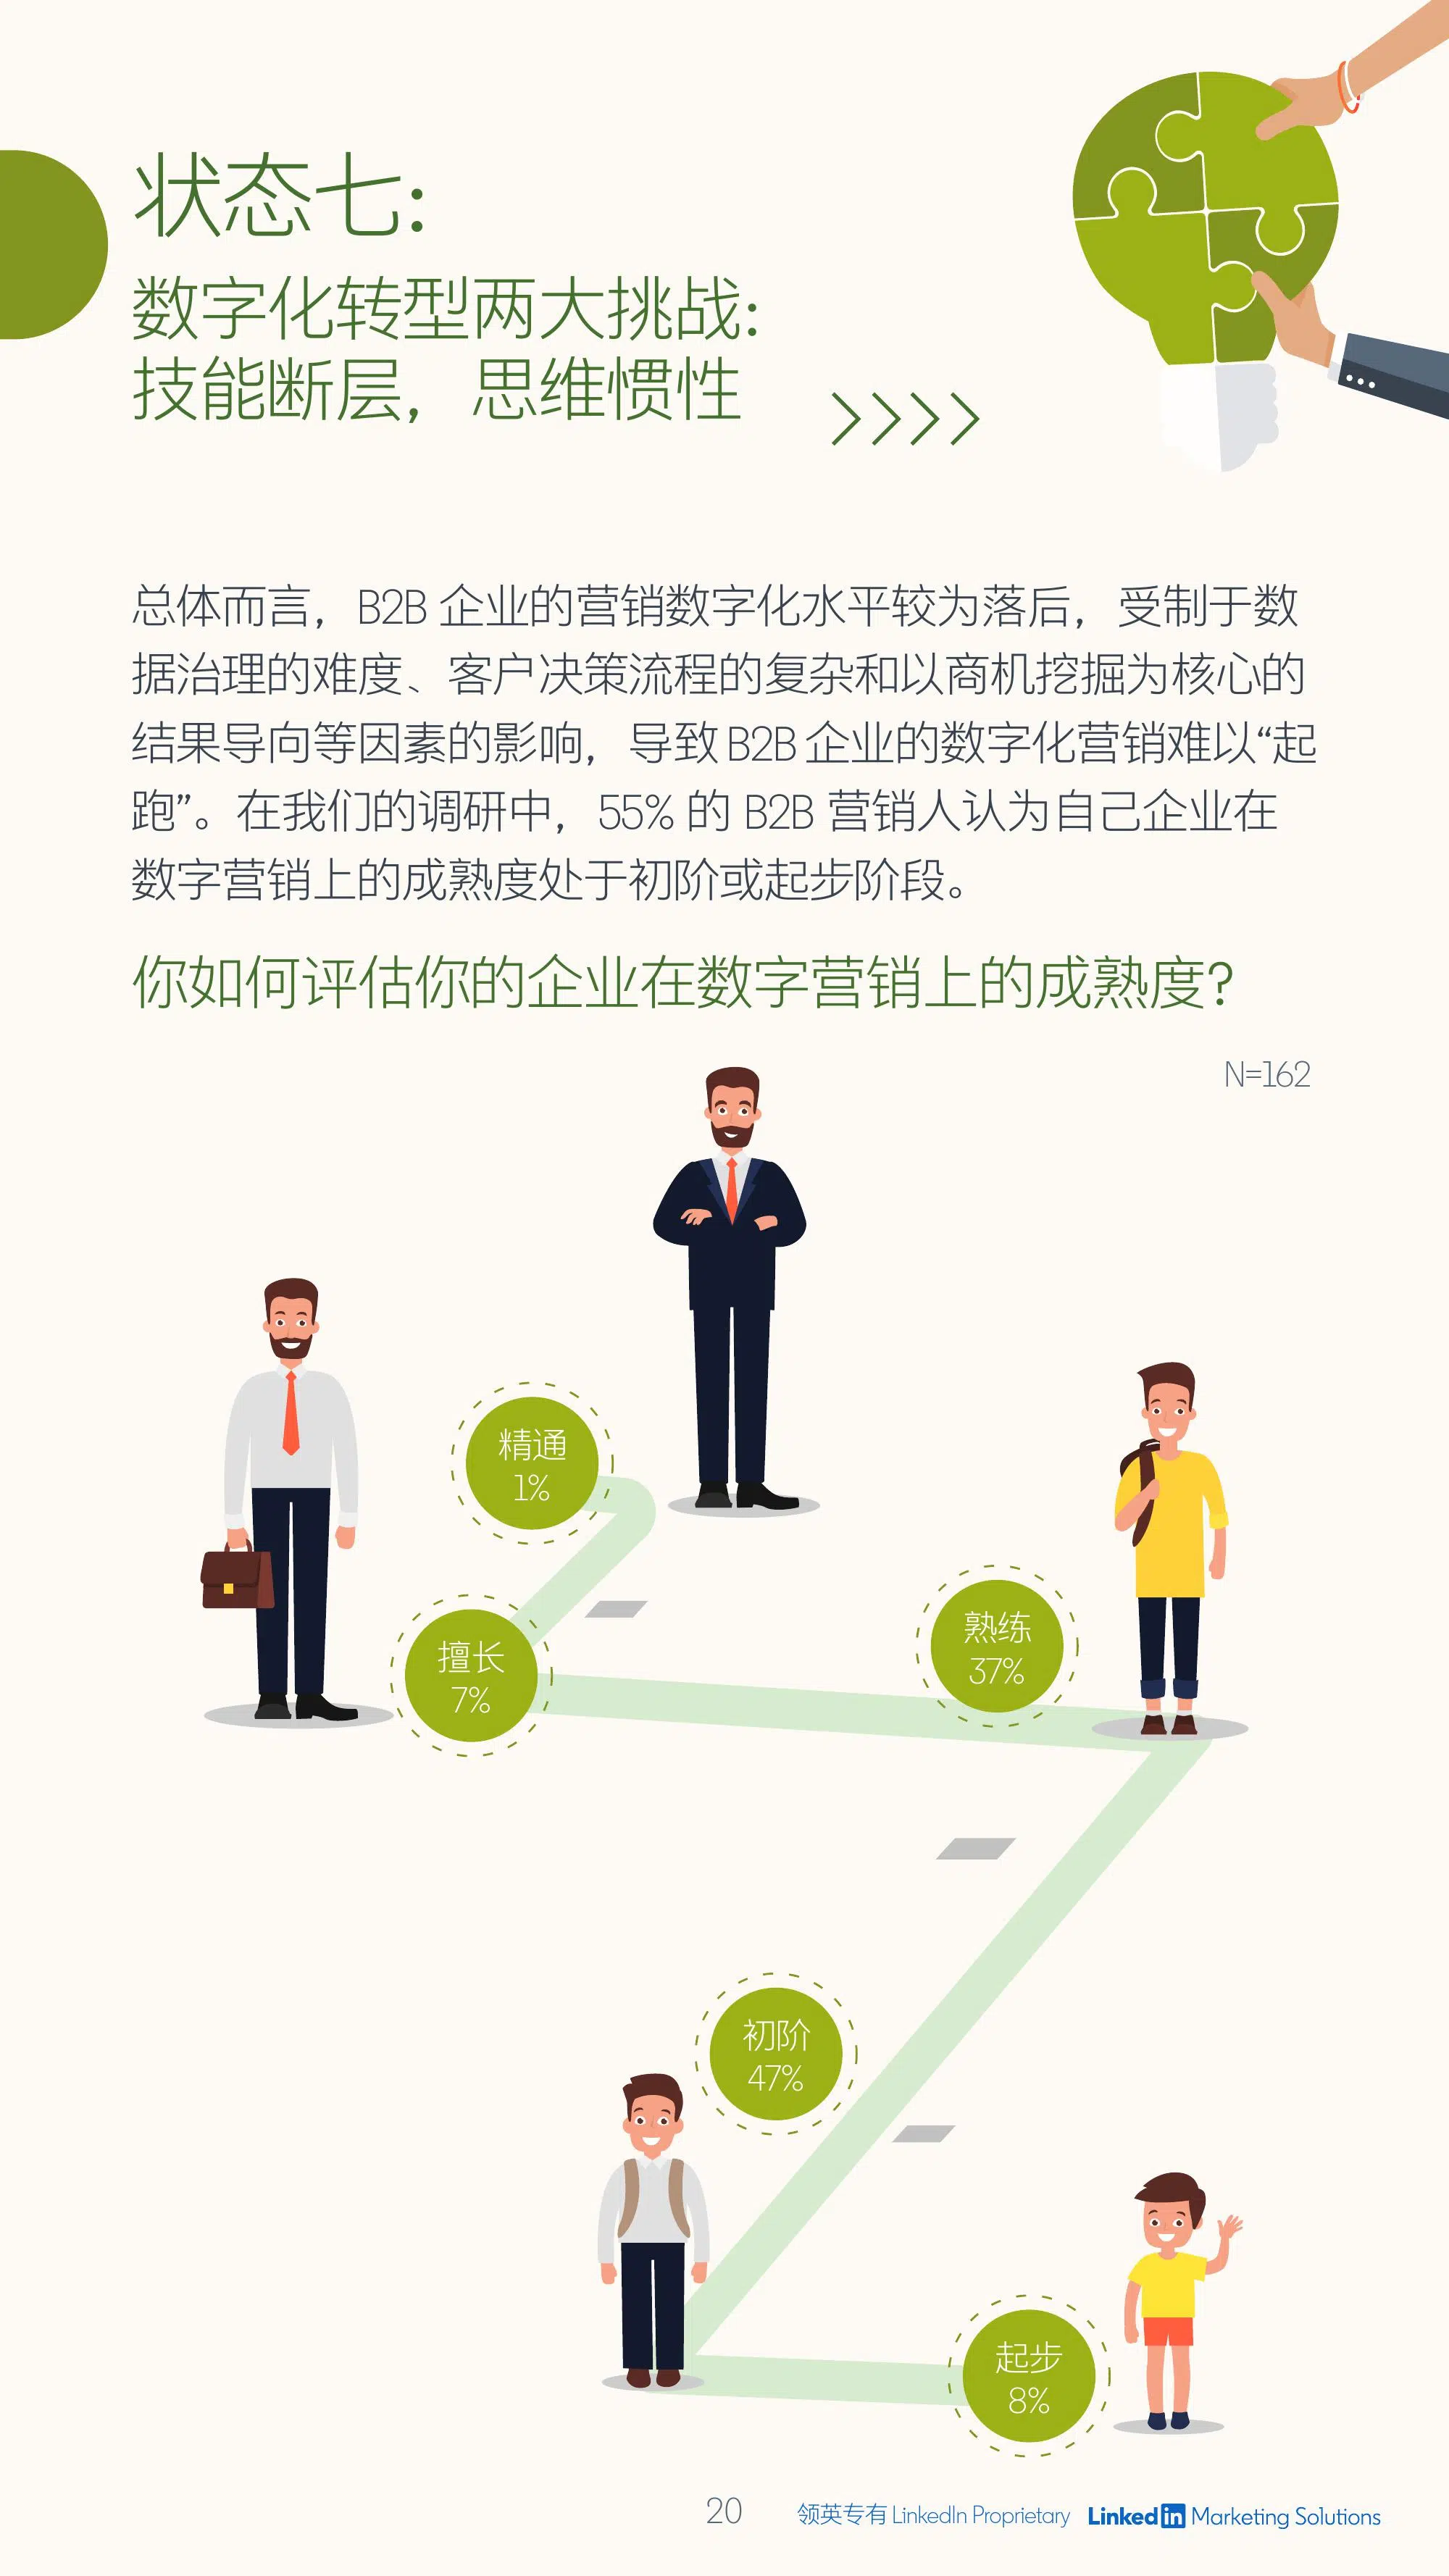 状态七:
数字化转型两大挑战:
技能断层，思维惯性
总体而言，B2B 企业的营销数字化水平较为落后，受制于数
据治理的难度、客户决策流程的复杂和以商机挖掘为核心的
结果导向等因素的影响，导致 B2B 企业的数字化营销难以“起
跑”。在我们的调研中，55% 的 B2B 营销人认为自己企业在
数字营销上的成熟度处于初阶或起步阶段。
你如何评估你的企业在数字营销上的成熟度?
N=162
精通
1%
熟练
37%
擅长
7%
初阶
47%
起步
8%
20
领英专有 LinkedIn Proprietary
Linked in Marketing Solutions